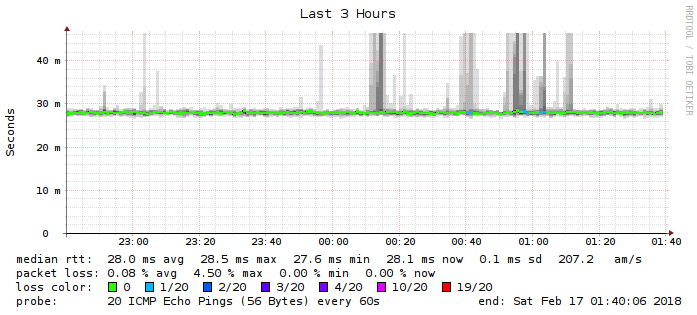 Last 3 Hours
RRDTOOL / TOBI OETIKER
Seconds
40 m
30 m
20 m
10 m
0
23:00 23:20 23:40 00:00 00:20 00:40 01:00 01:20 01:40
median rtt: 28.0 ms avg 28.5 ms max 27.6 ms min 28.1 ms now 0.1 ms sd 207.2 am/s
packet loss: 0.08 % avg 4.50 % max 0.00 % min 0.00 % now
loss color: 0 1/20 2/20 3/20 4/20 10/20 19/20
probe: 20 ICMP Echo Pings (56 Bytes) every 60s end: Sat Feb 17 01:40:06 2018